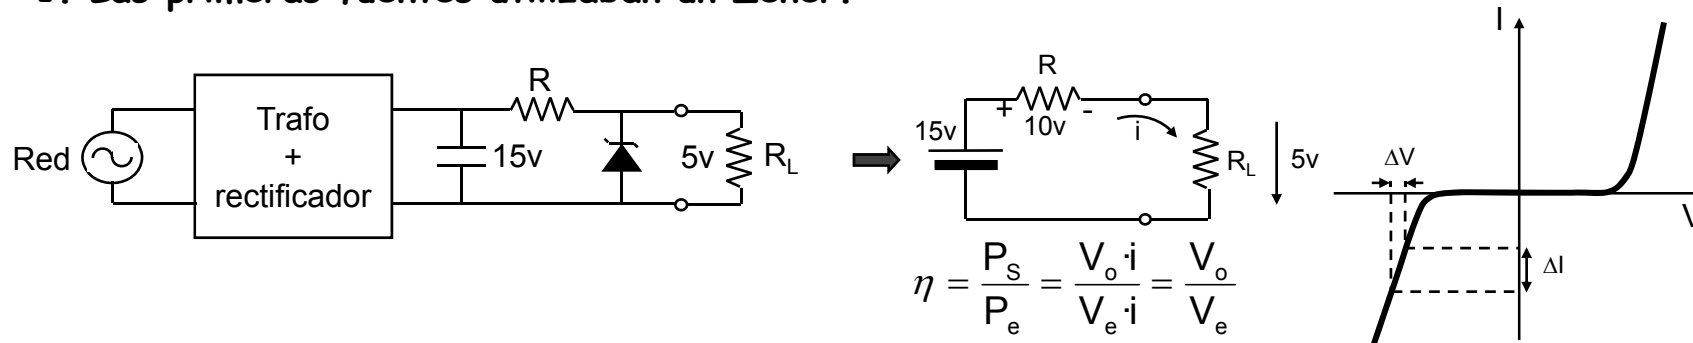 Red
Trafo
+
rectificador
15v
R
5v
R_L
15v
R
+ 10v -
i
R_L
5v
η = P_S/P_e = V_o·i/V_e·i = V_o/V_e
I
ΔV
V
ΔI